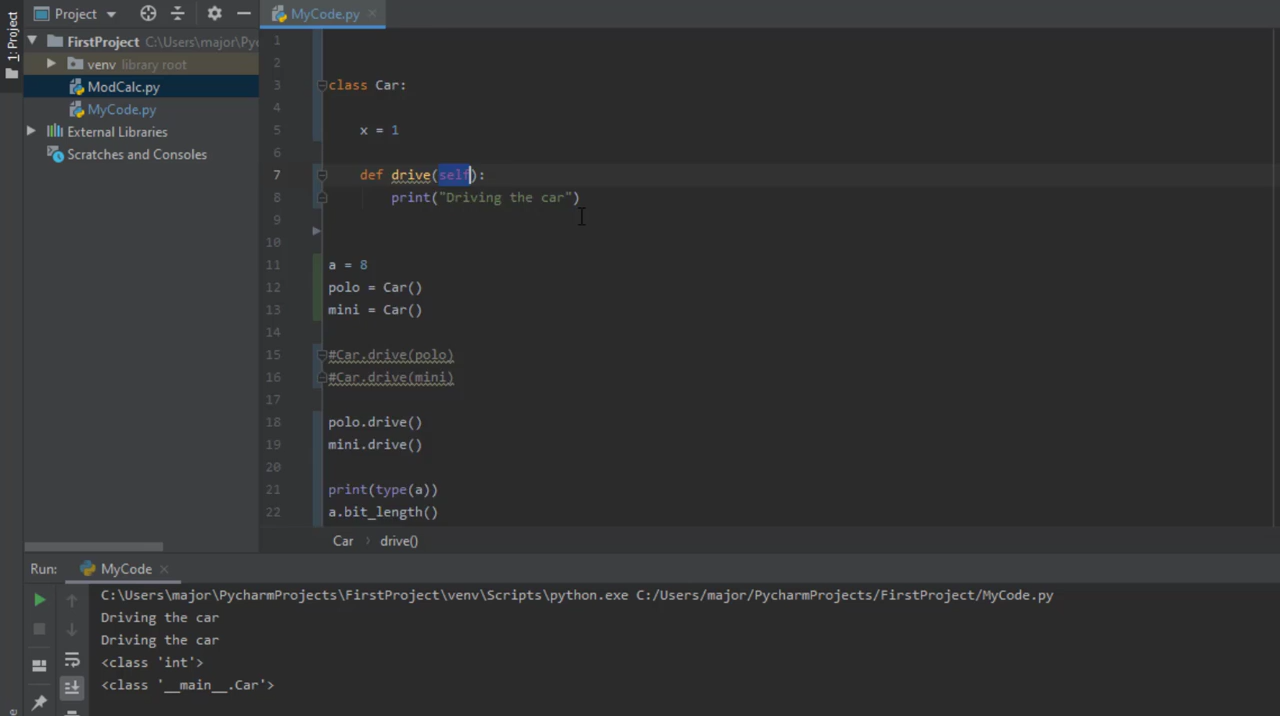 1: Project
Project
MyCode.py
FirstProject C:\Users\major\Py
venv library root
ModCalc.py
MyCode.py
External Libraries
Scratches and Consoles
1
2
3 class Car:
4
5 x = 1
6
7 def drive(self):
8 print("Driving the car")
9
10
11 a = 8
12 polo = Car()
13 mini = Car()
14
15 #Car.drive(polo)
16 #Car.drive(mini)
17
18 polo.drive()
19 mini.drive()
20
21 print(type(a))
22 a.bit_length()
Car › drive()
Run: MyCode
C:\Users\major\PycharmProjects\FirstProject\venv\Scripts\python.exe C:/Users/major/PycharmProjects/FirstProject/MyCode.py
Driving the car
Driving the car
<class 'int'>
<class '__main__.Car'>